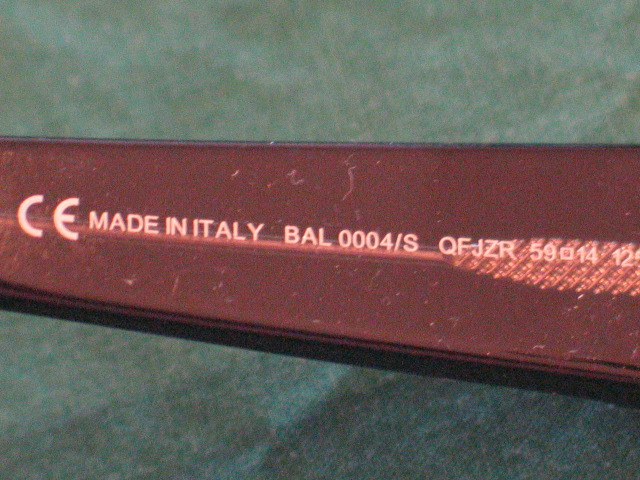 CE MADE IN ITALY BAL 0004/S QFJZR 59□14